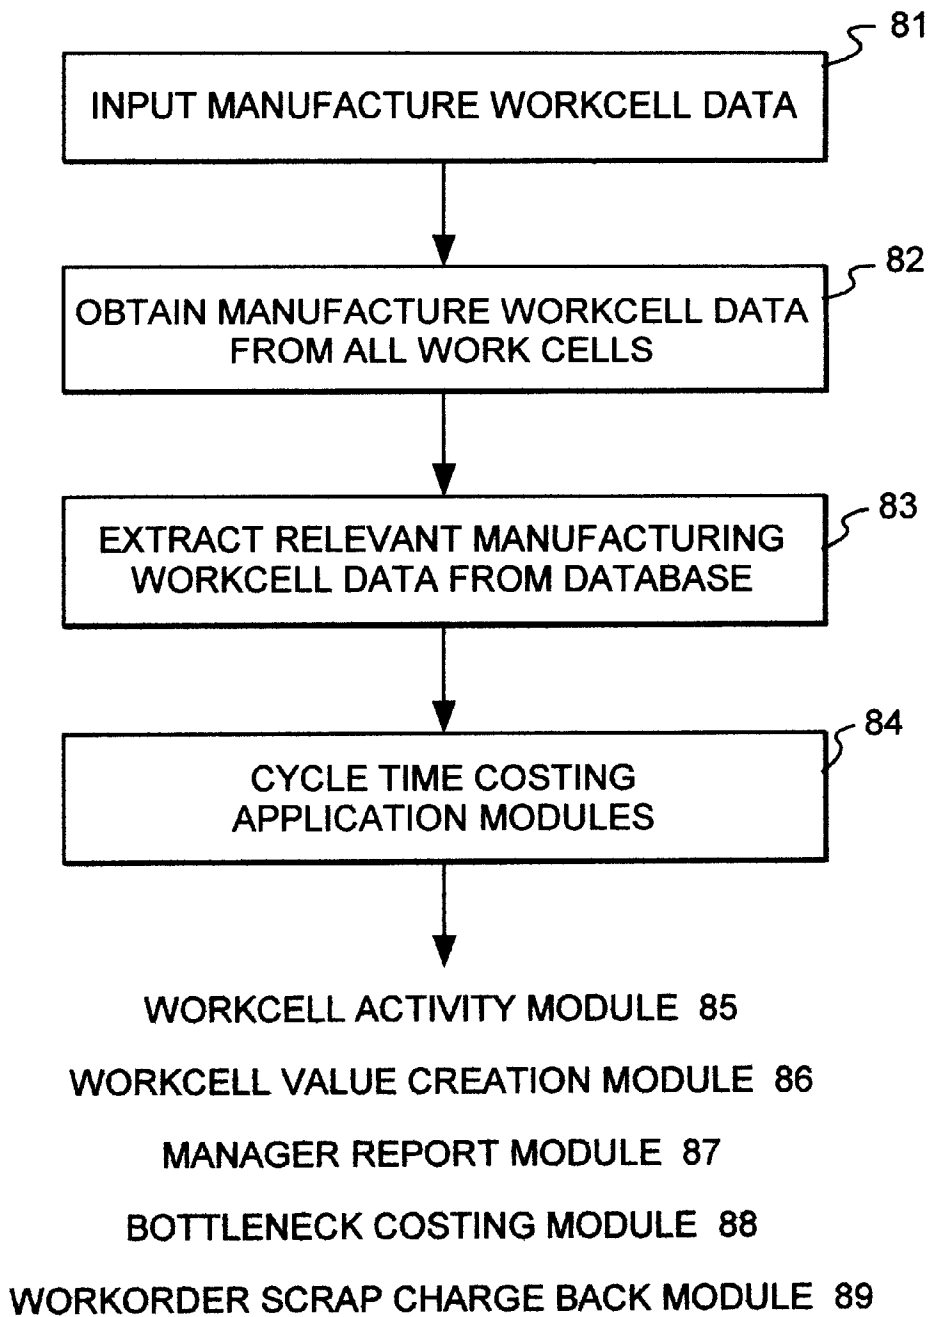 81
INPUT MANUFACTURE WORKCELL DATA
82
OBTAIN MANUFACTURE WORKCELL DATA
FROM ALL WORK CELLS
83
EXTRACT RELEVANT MANUFACTURING
WORKCELL DATA FROM DATABASE
84
CYCLE TIME COSTING
APPLICATION MODULES
WORKCELL ACTIVITY MODULE 85
WORKCELL VALUE CREATION MODULE 86
MANAGER REPORT MODULE 87
BOTTLENECK COSTING MODULE 88
WORKORDER SCRAP CHARGE BACK MODULE 89